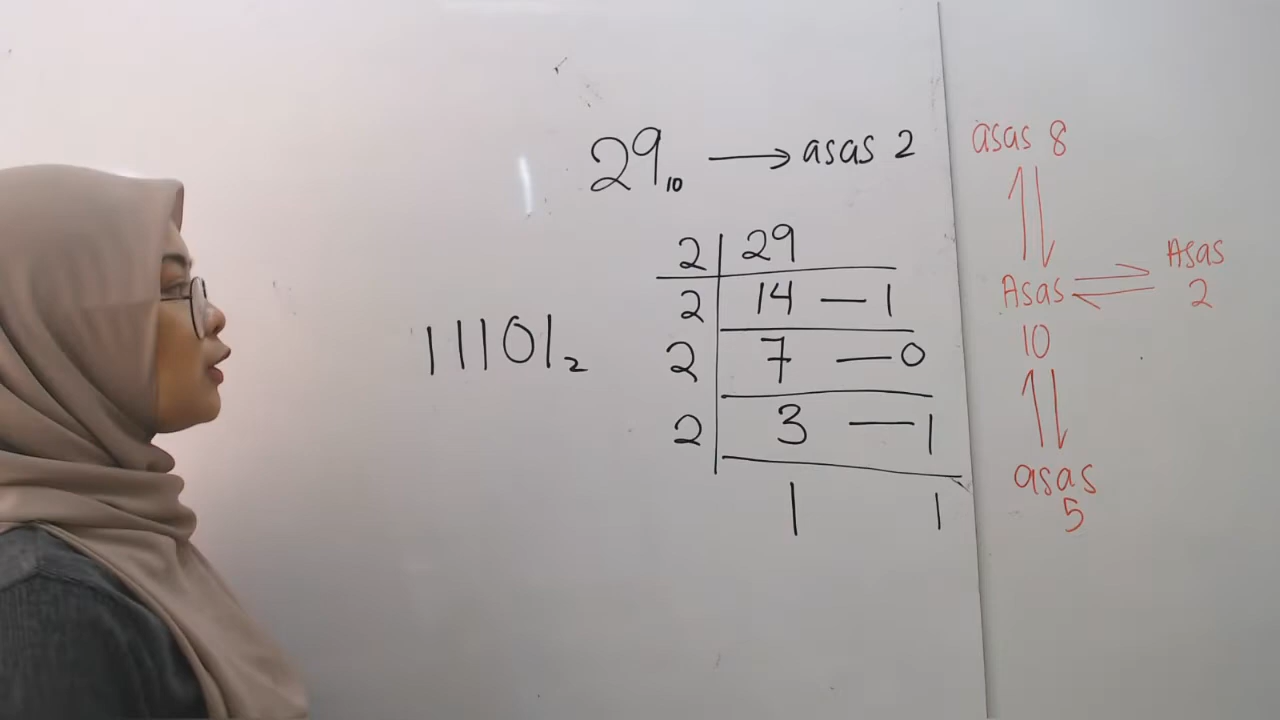 29₁₀ → asas 2
2 | 29
2 | 14 — 1
2 | 7 — 0
2 | 3 — 1
1 1
11101₂
asas 8
Asas
10
Asas
2
asas
5